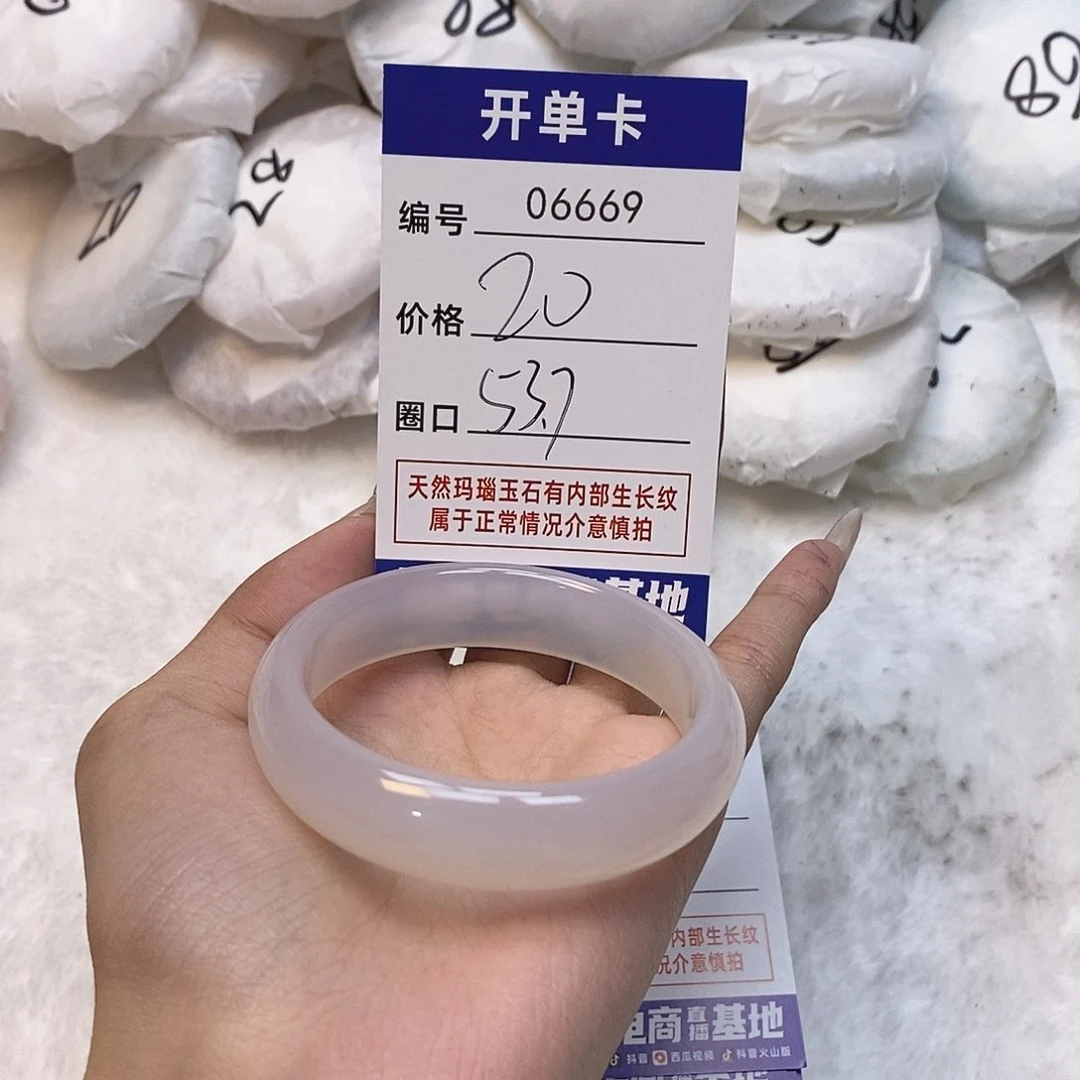 开单卡
编号 06669
价格 20
圈口 53.7
天然玛瑙玉石有内部生长纹
属于正常情况介意慎拍
基地
内部生长纹
况介意慎拍
电商直播基地
抖音 西瓜视频 抖音火山版